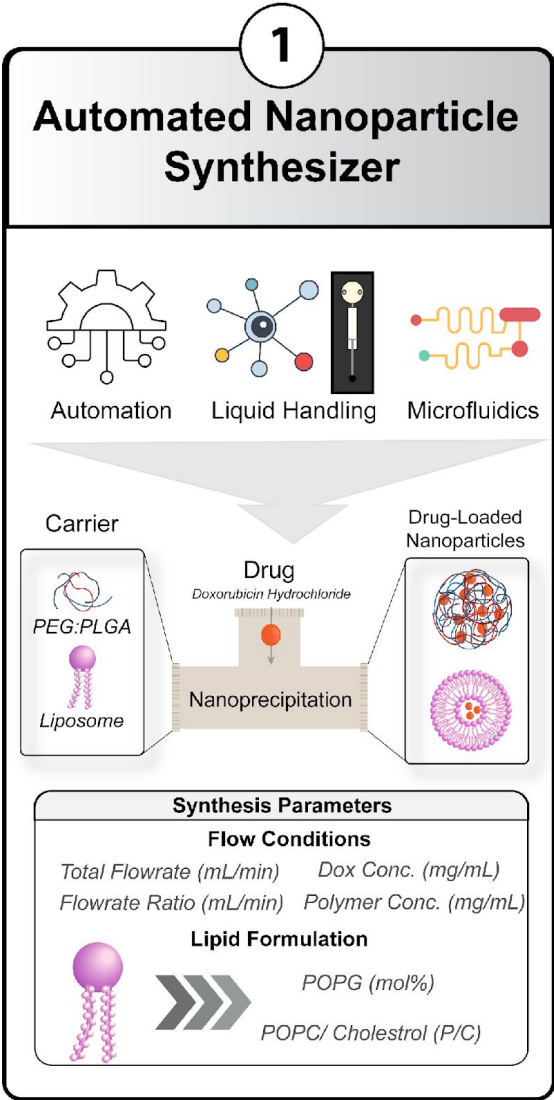 1
Automated Nanoparticle
Synthesizer
Automation
Liquid Handling
Microfluidics
Carrier
PEG:PLGA
Liposome
Drug
Doxorubicin Hydrochloride
Nanoprecipitation
Drug-Loaded
Nanoparticles
Synthesis Parameters
Flow Conditions
Total Flowrate (mL/min)
Dox Conc. (mg/mL)
Flowrate Ratio (mL/min)
Polymer Conc. (mg/mL)
Lipid Formulation
POPG (mol%)
POPC/ Cholestrol (P/C)